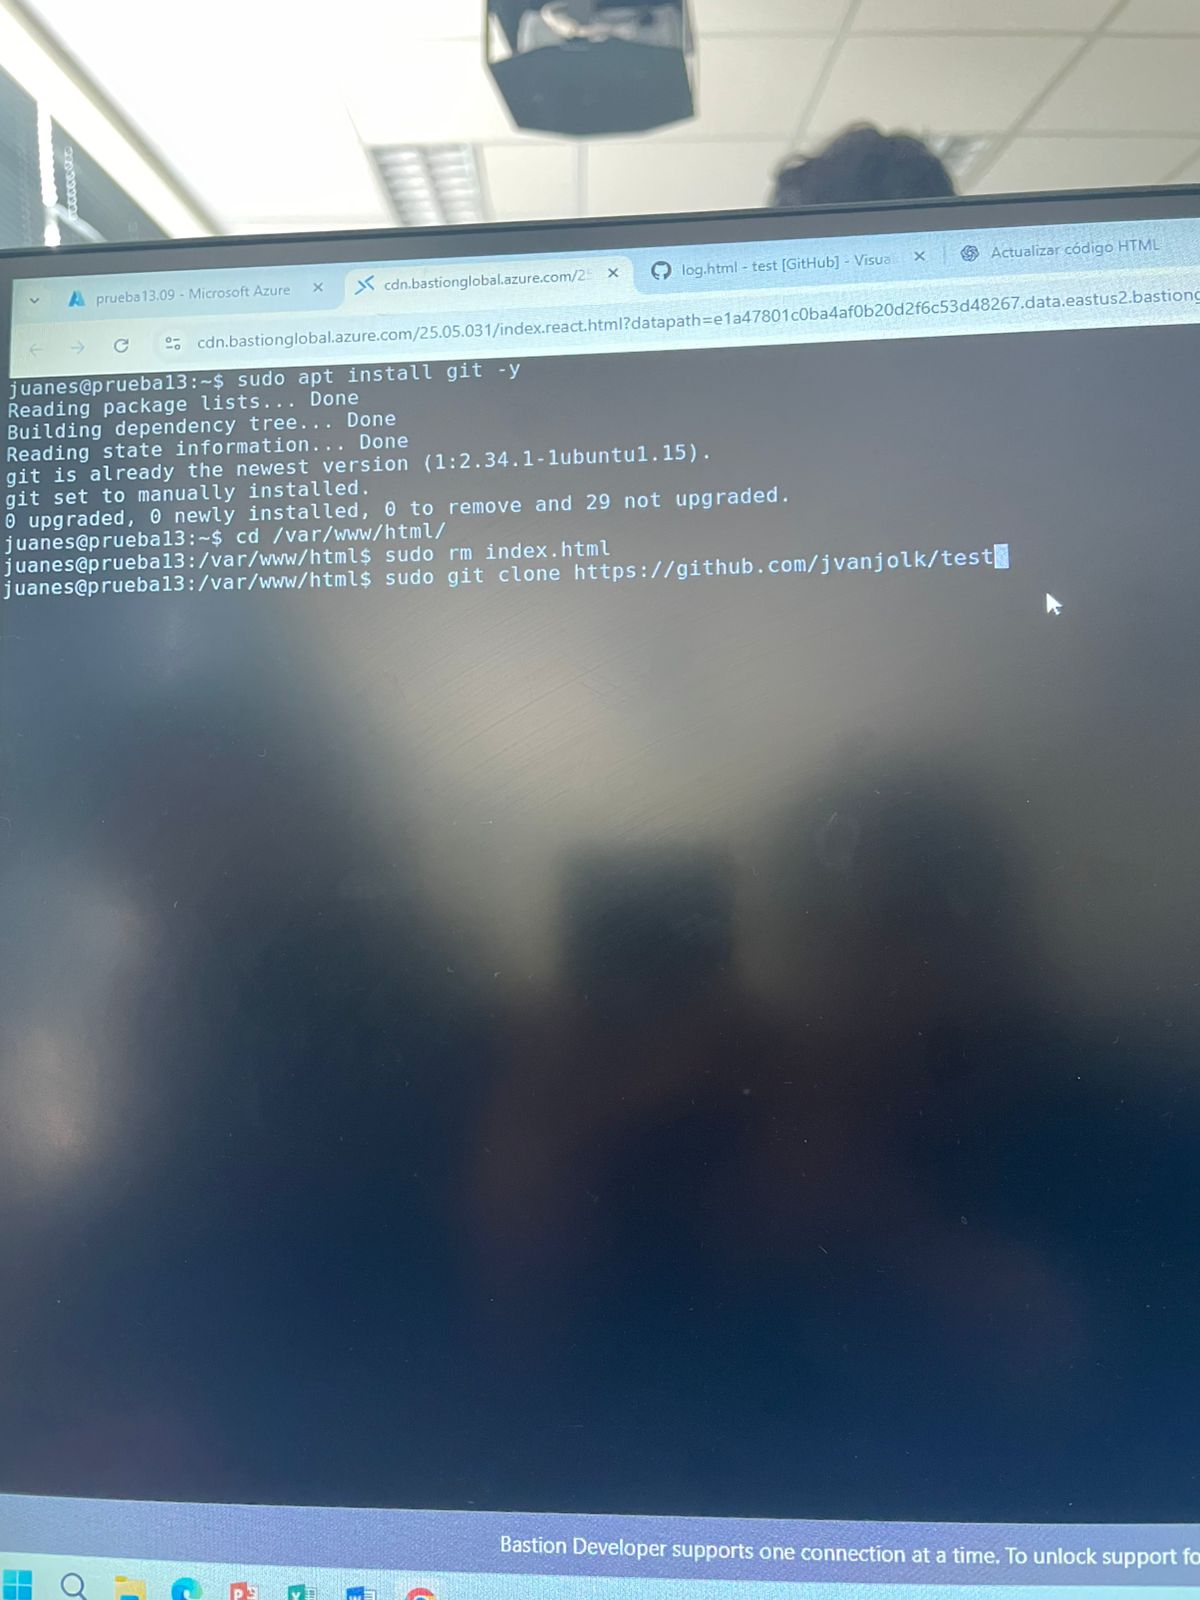 prueba13.09 - Microsoft Azure
cdn.bastionglobal.azure.com/25
log.html - test [GitHub] - Visua
Actualizar código HTML
cdn.bastionglobal.azure.com/25.05.031/index.react.html?datapath=e1a47801c0ba4af0b20d2f6c53d48267.data.eastus2.bastiong
juanes@prueba13:~$ sudo apt install git -y
Reading package lists... Done
Building dependency tree... Done
Reading state information... Done
git is already the newest version (1:2.34.1-1ubuntu1.15).
git set to manually installed.
0 upgraded, 0 newly installed, 0 to remove and 29 not upgraded.
juanes@prueba13:~$ cd /var/www/html/
juanes@prueba13:/var/www/html$ sudo rm index.html
juanes@prueba13:/var/www/html$ sudo git clone https://github.com/jvanjolk/test
Bastion Developer supports one connection at a time. To unlock support fo